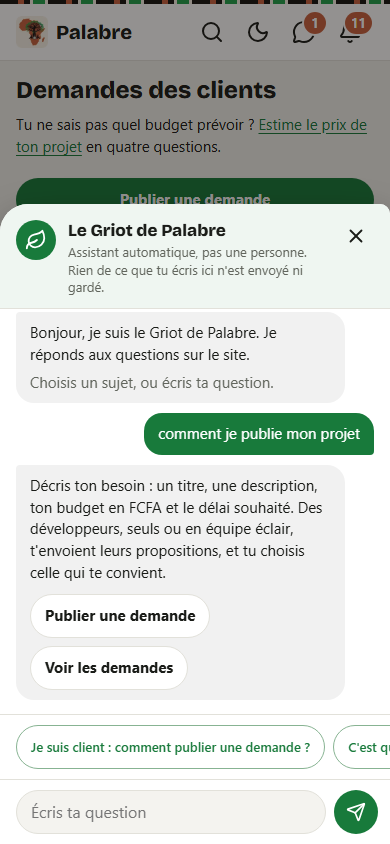 Palabre
1
11
Demandes des clients
Tu ne sais pas quel budget prévoir ? Estime le prix de
ton projet en quatre questions.
Publier une demande
Le Griot de Palabre
Assistant automatique, pas une personne.
Rien de ce que tu écris ici n'est envoyé ni
gardé.
Bonjour, je suis le Griot de Palabre. Je
réponds aux questions sur le site.
Choisis un sujet, ou écris ta question.
comment je publie mon projet
Décris ton besoin : un titre, une description,
ton budget en FCFA et le délai souhaité. Des
développeurs, seuls ou en équipe éclair,
t'envoient leurs propositions, et tu choisis
celle qui te convient.
Publier une demande
Voir les demandes
Je suis client : comment publier une demande ?
C'est
Écris ta question